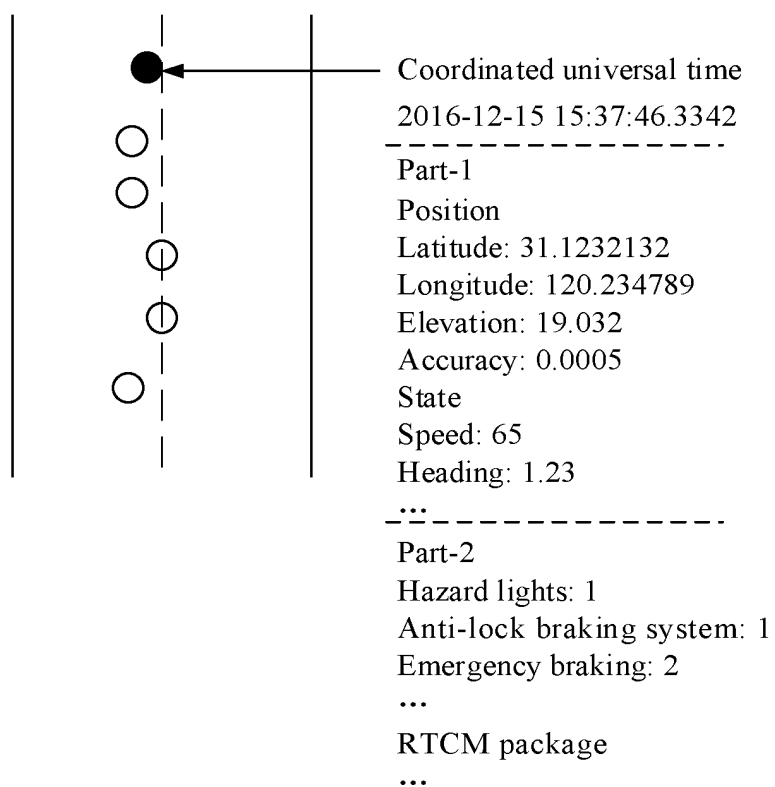 Coordinated universal time
2016-12-15 15:37:46.3342
Part-1
Position
Latitude: 31.1232132
Longitude: 120.234789
Elevation: 19.032
Accuracy: 0.0005
State
Speed: 65
Heading: 1.23
...
Part-2
Hazard lights: 1
Anti-lock braking system: 1
Emergency braking: 2
...
RTCM package
...